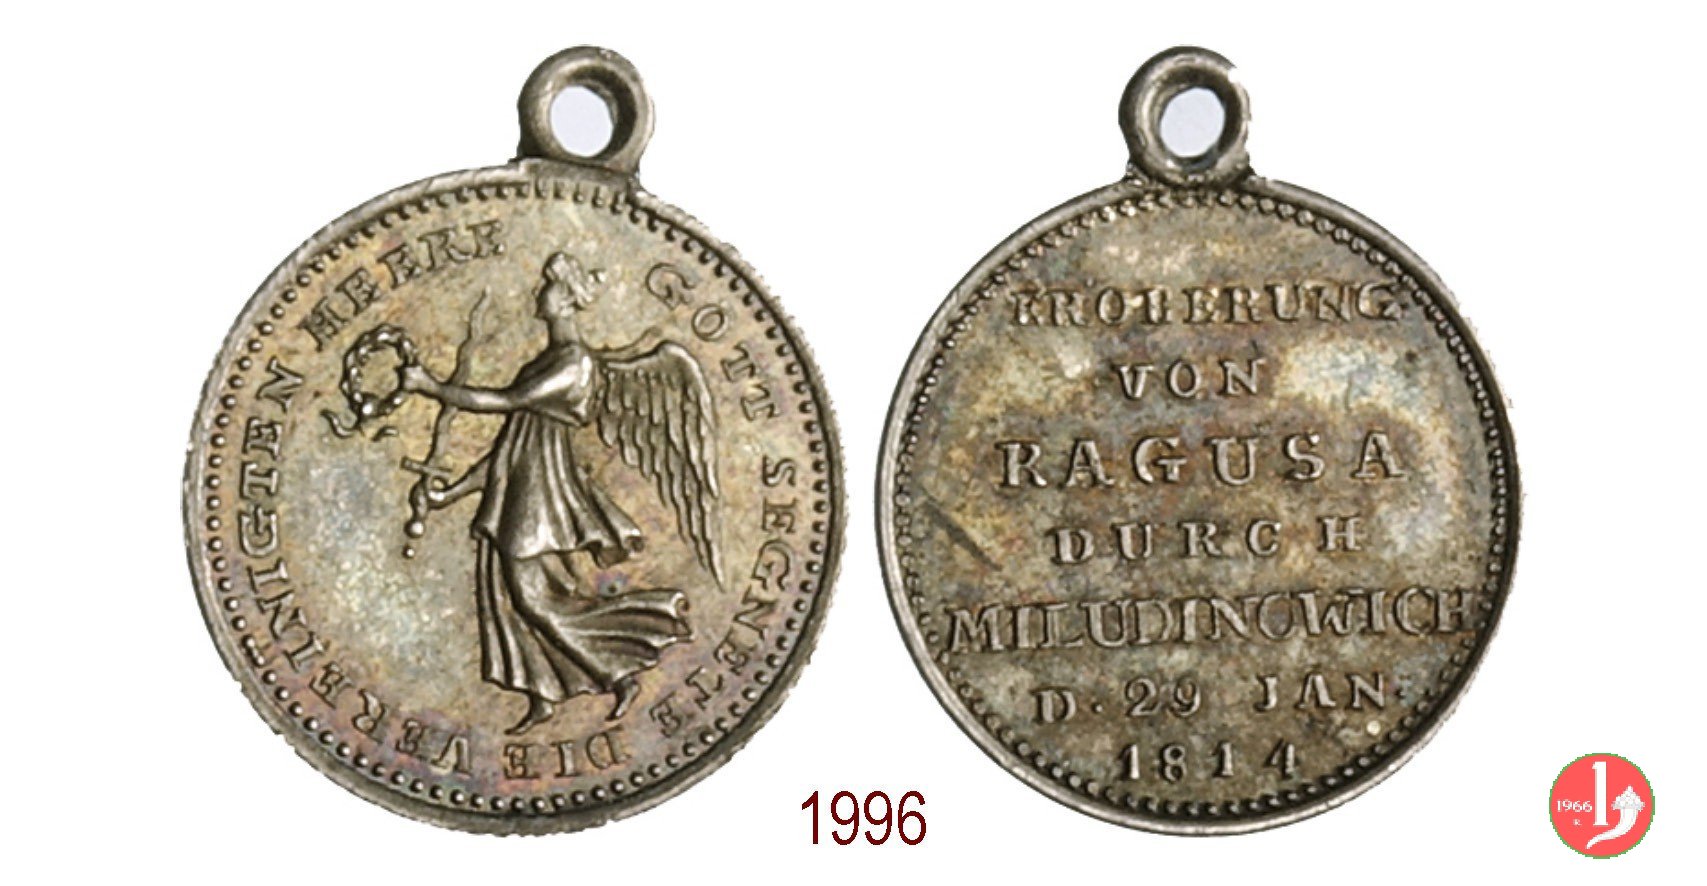 GOTT SEGNETE DIE VEREINIGTEN HEERE
EROBERUNG
VON
RAGUSA
DURCH
MILUDINOWICH
D. 29 JAN.
1814
1996
1966
R.